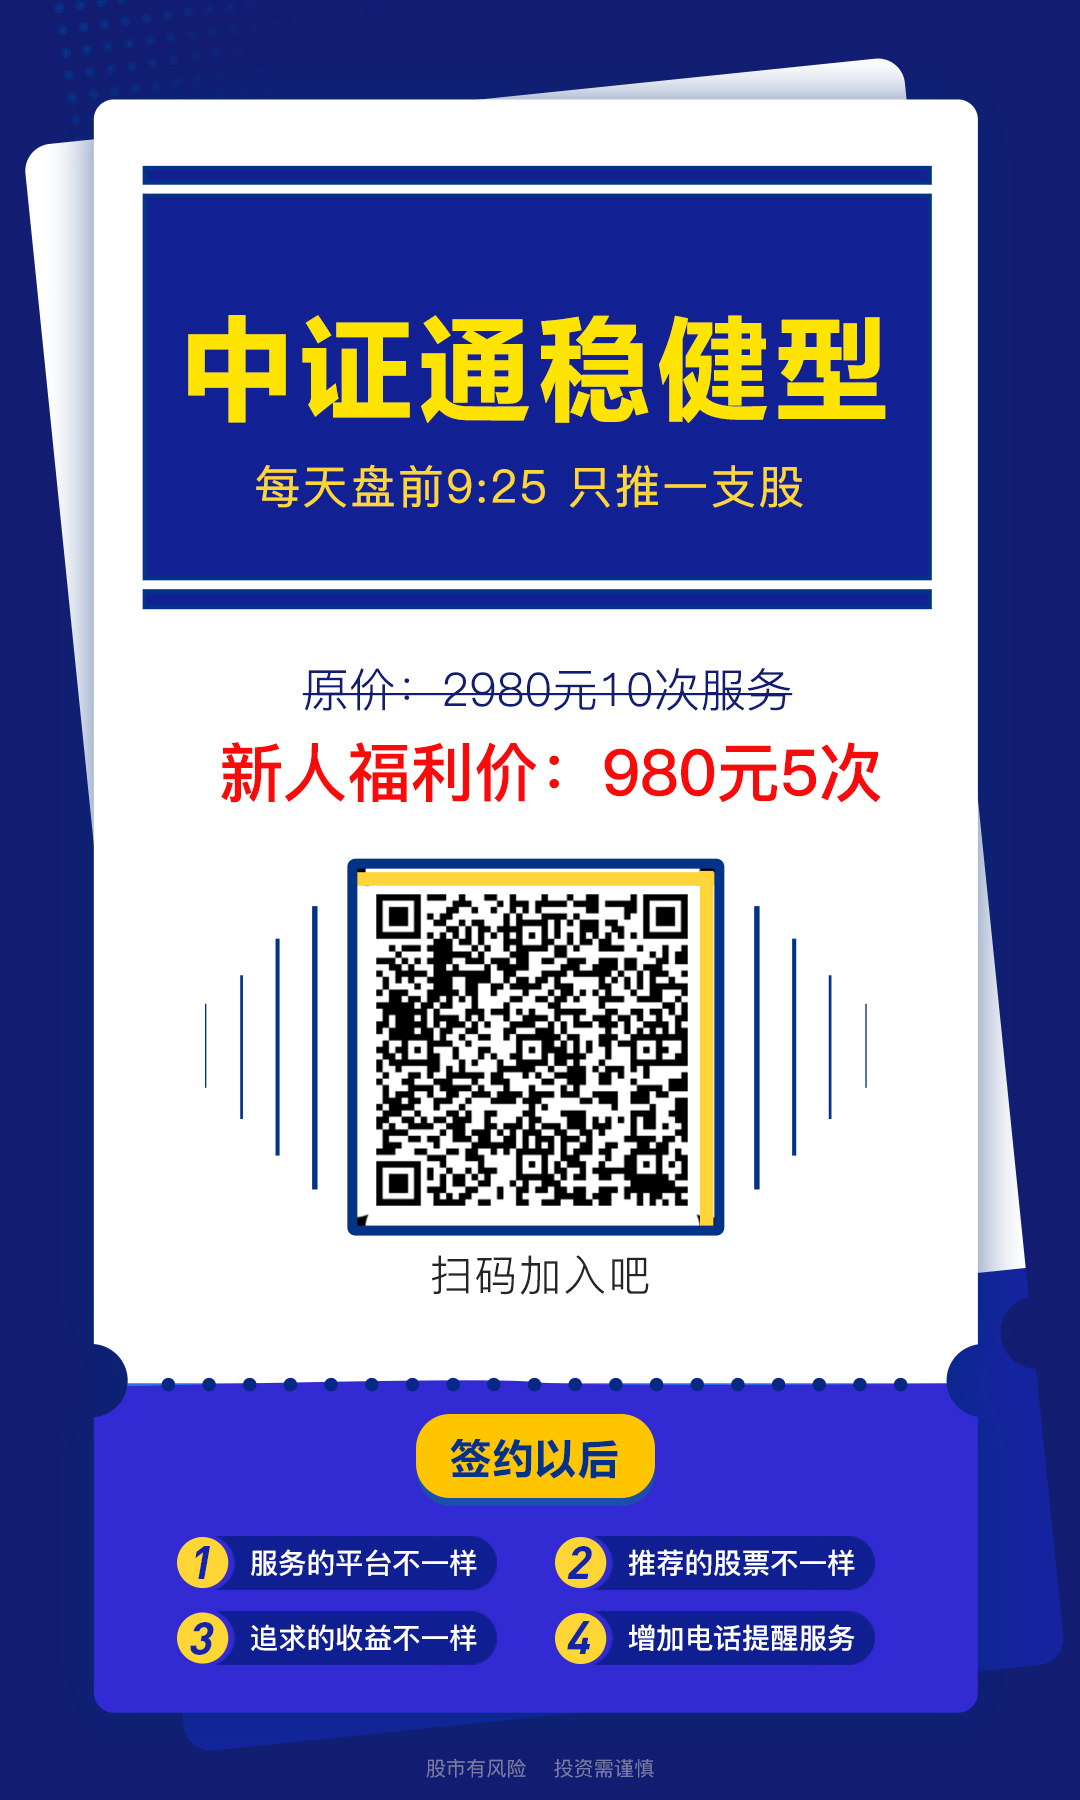 中证通稳健型
每天盘前9:25 只推一支股
原价：2980元10次服务
新人福利价：980元5次
扫码加入吧
签约以后
1 服务的平台不一样
2 推荐的股票不一样
3 追求的收益不一样
4 增加电话提醒服务
股市有风险 投资需谨慎